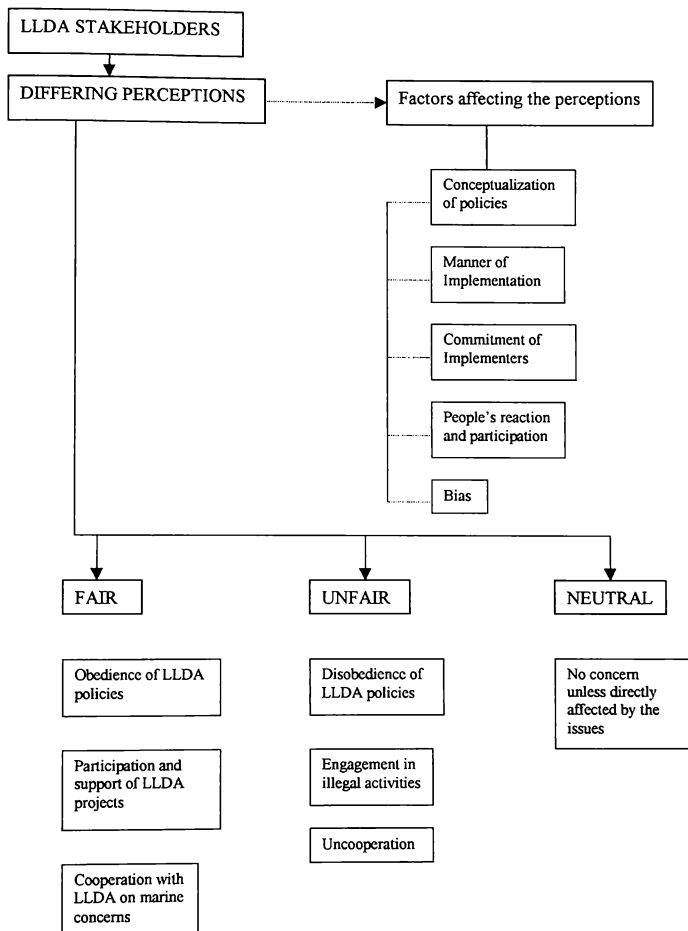 LLDA STAKEHOLDERS
DIFFERING PERCEPTIONS
Factors affecting the perceptions
Conceptualization
of policies
Manner of
Implementation
Commitment of
Implementers
People's reaction
and participation
Bias
FAIR
UNFAIR
NEUTRAL
Obedience of LLDA
policies
Participation and
support of LLDA
projects
Cooperation with
LLDA on marine
concerns
Disobedience of
LLDA policies
Engagement in
illegal activities
Uncooperation
No concern
unless directly
affected by the
issues